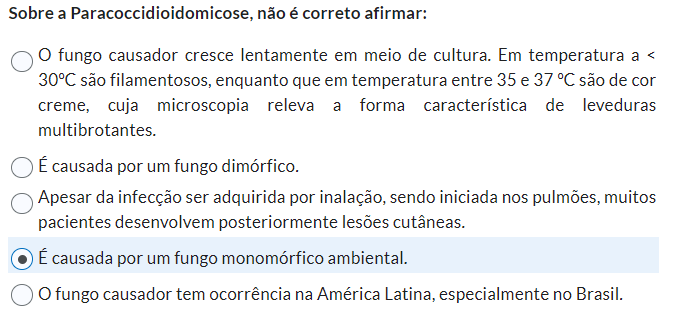 Sobre a Paracoccidioidomicose, não é correto afirmar:
O fungo causador cresce lentamente em meio de cultura. Em temperatura a <
30ºC são filamentosos, enquanto que em temperatura entre 35 e 37 ºC são de cor
creme, cuja microscopia releva a forma característica de leveduras
multibrotantes.
É causada por um fungo dimórfico.
Apesar da infecção ser adquirida por inalação, sendo iniciada nos pulmões, muitos
pacientes desenvolvem posteriormente lesões cutâneas.
É causada por um fungo monomórfico ambiental.
O fungo causador tem ocorrência na América Latina, especialmente no Brasil.